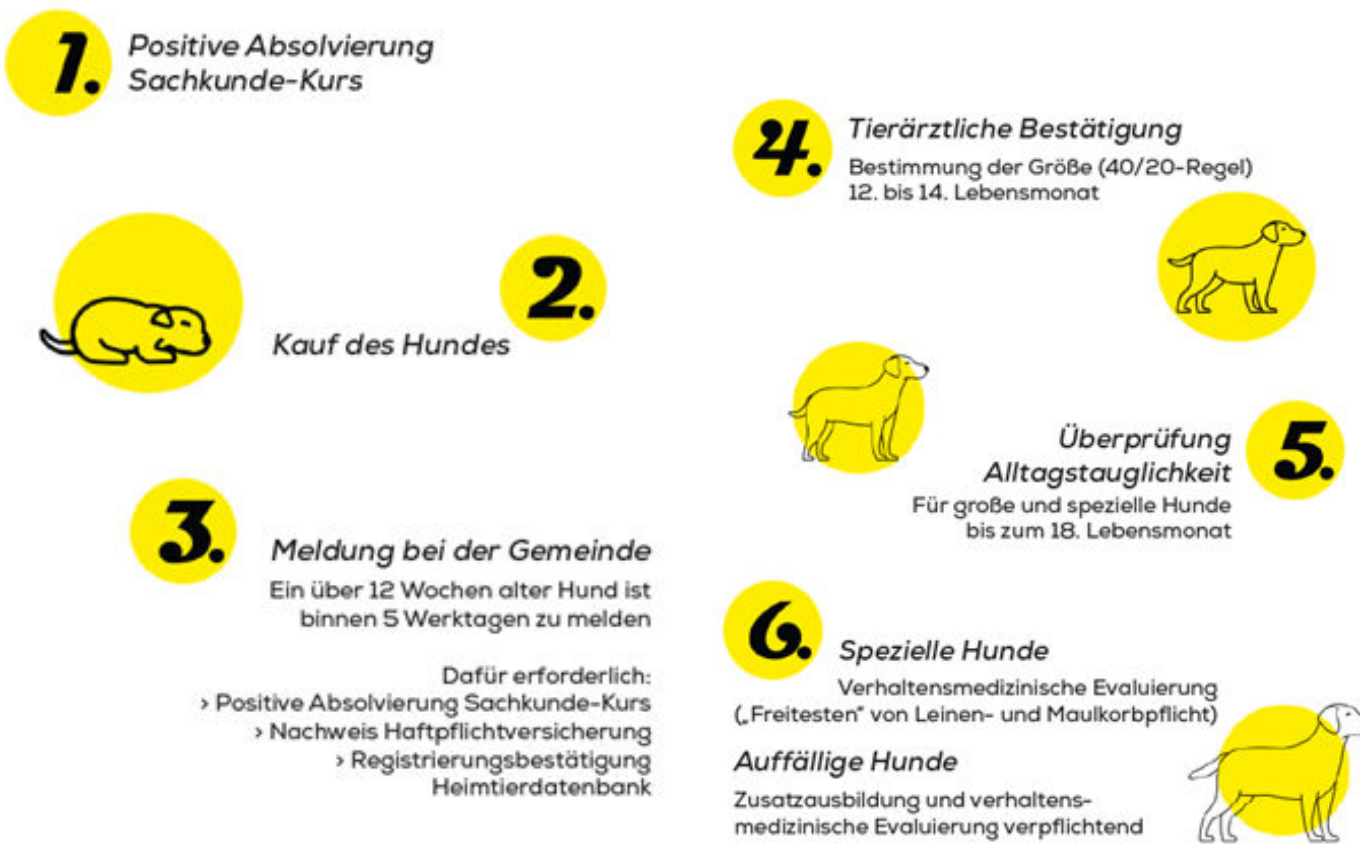 1.
Positive Absolvierung
Sachkunde-Kurs
2.
Kauf des Hundes
3.
Meldung bei der Gemeinde
Ein über 12 Wochen alter Hund ist
binnen 5 Werktagen zu melden
Dafür erforderlich:
› Positive Absolvierung Sachkunde-Kurs
› Nachweis Haftpflichtversicherung
› Registrierungsbestätigung
Heimtierdatenbank
4.
Tierärztliche Bestätigung
Bestimmung der Größe (40/20-Regel)
12. bis 14. Lebensmonat
5.
Überprüfung
Alltagstauglichkeit
Für große und spezielle Hunde
bis zum 18. Lebensmonat
6.
Spezielle Hunde
Verhaltensmedizinische Evaluierung
(„Freitesten" von Leinen- und Maulkorbpflicht)
Auffällige Hunde
Zusatzausbildung und verhaltens-
medizinische Evaluierung verpflichtend